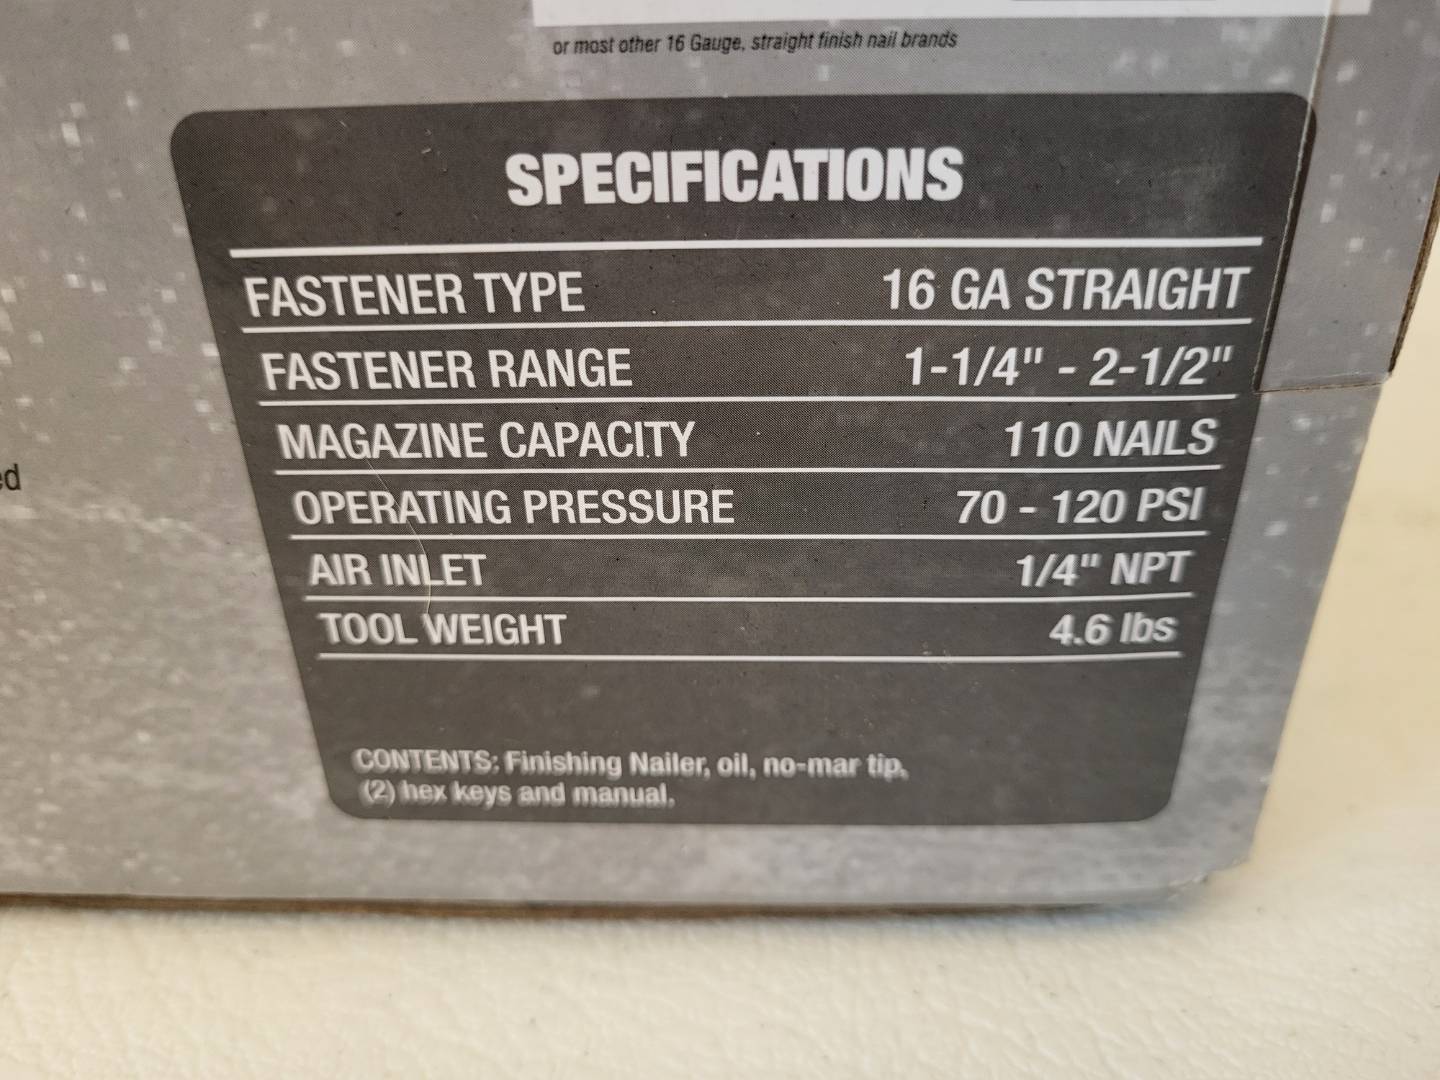 or most other 16 Gauge, straight finish nail brands
SPECIFICATIONS
FASTENER TYPE 16 GA STRAIGHT
FASTENER RANGE 1-1/4" - 2-1/2"
MAGAZINE CAPACITY 110 NAILS
OPERATING PRESSURE 70 - 120 PSI
AIR INLET 1/4" NPT
TOOL WEIGHT 4.6 lbs
CONTENTS: Finishing Nailer, oil, no-mar tip,
(2) hex keys and manual.